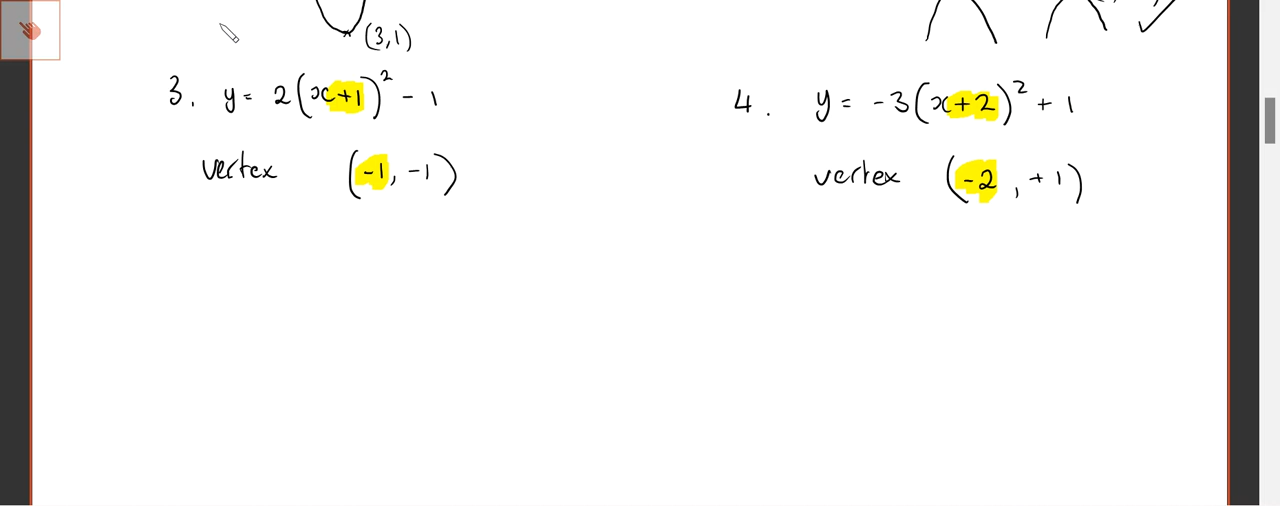 (3,1)
3. y = 2(x+1)² - 1
vertex (-1, -1)
4. y = -3(x+2)² + 1
vertex (-2, +1)